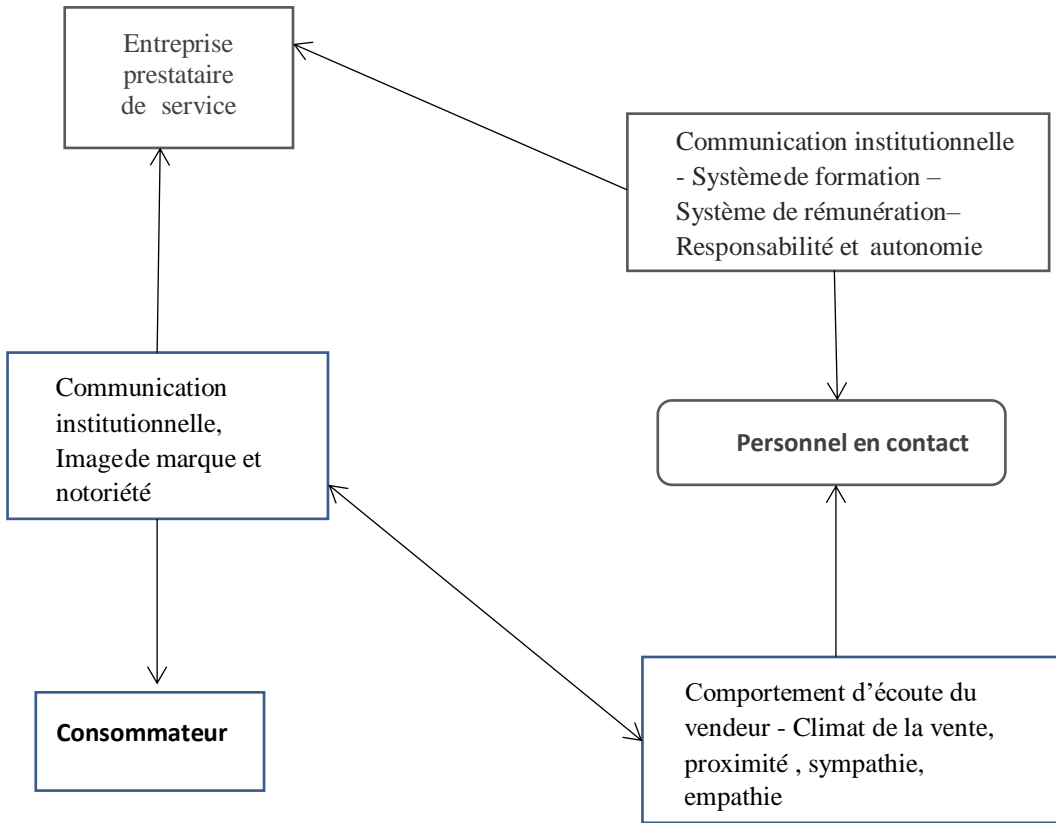 Entreprise
prestataire
de service
Communication institutionnelle
- Systèmede formation –
Système de rémunération–
Responsabilité et autonomie
Communication
institutionnelle,
Imagede marque et
notoriété
Personnel en contact
Consommateur
Comportement d’écoute du
vendeur - Climat de la vente,
proximité , sympathie,
empathie